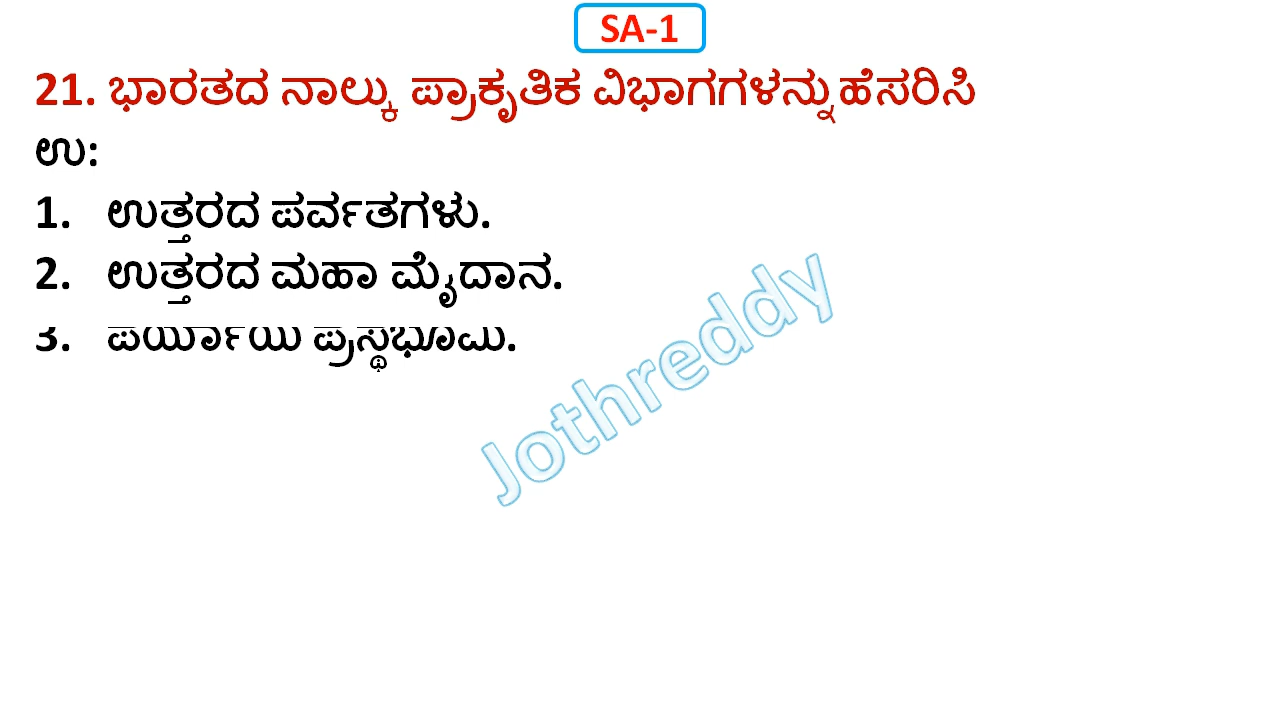 SA-1
21. ಭಾರತದ ನಾಲ್ಕು ಪ್ರಾಕೃತಿಕ ವಿಭಾಗಗಳನ್ನು ಹೆಸರಿಸಿ
ಉ:
1. ಉತ್ತರದ ಪರ್ವತಗಳು.
2. ಉತ್ತರದ ಮಹಾ ಮೈದಾನ.
3. ಪರ್ಯಾಯ ಪ್ರಸ್ಥಭೂಮಿ.
Jothreddy